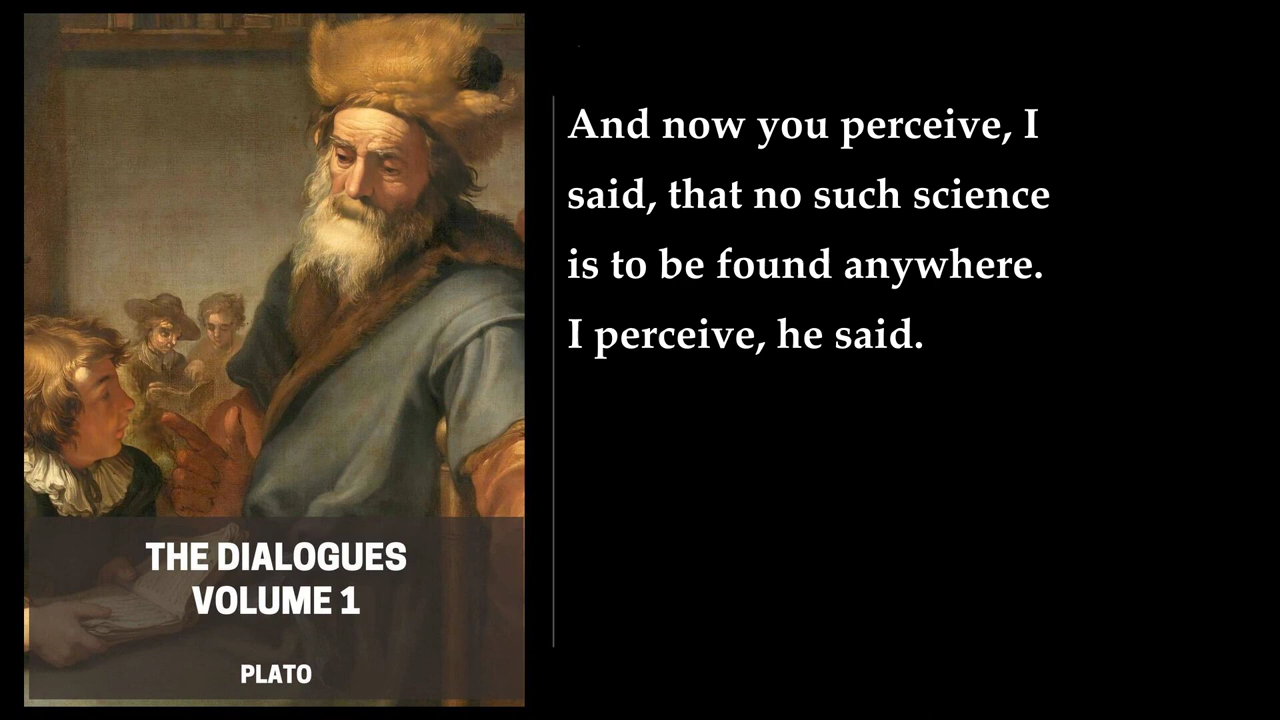 And now you perceive, I
said, that no such science
is to be found anywhere.
I perceive, he said.
THE DIALOGUES
VOLUME 1
PLATO